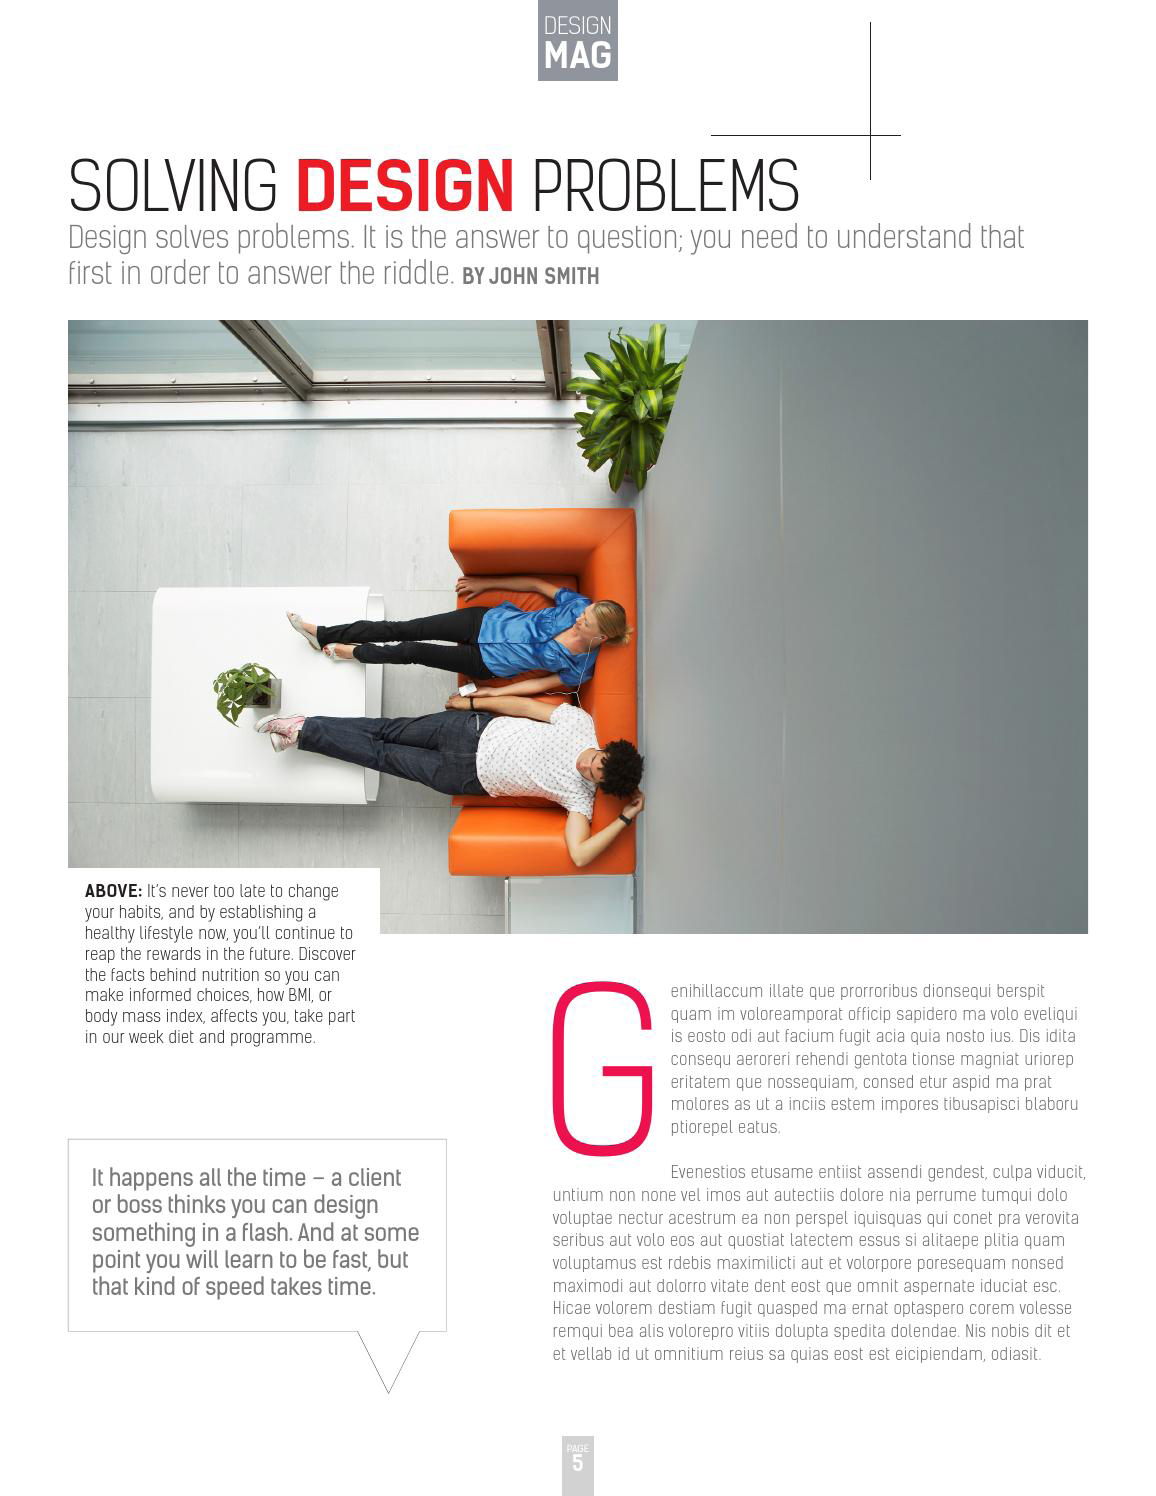 DESIGN
MAG
SOLVING DESIGN PROBLEMS
Design solves problems. It is the answer to question; you need to understand that
first in order to answer the riddle. BY JOHN SMITH
ABOVE: It's never too late to change
your habits, and by establishing a
healthy lifestyle now, you'll continue to
reap the rewards in the future. Discover
the facts behind nutrition so you can
make informed choices, how BMI, or
body mass index, affects you, take part
in our week diet and programme.
It happens all the time – a client
or boss thinks you can design
something in a flash. And at some
point you will learn to be fast, but
that kind of speed takes time.
Genihillaccum illate que prorroribus dionsequi berspit
quam im voloreamporat officip sapidero ma volo eveliqui
is eosto odi aut facium fugit acia quia nosto ius. Dis idita
consequ aeroreri rehendi gentota tionse magniat uriorep
eritatem que nossequiam, consed etur aspid ma prat
molores as ut a inciis estem impores tibusapisci blaboru
ptiorepel eatus.
Evenestios etusame entiist assendi gendest, culpa viducit,
untium non none vel imos aut autectiis dolore nia perrume tumqui dolo
voluptae nectur acestrum ea non perspel iquisquas qui conet pra verovita
seribus aut volo eos aut quostiat latectem essus si alitaepe plitia quam
voluptamus est rdebis maximilicti aut et volorpore poresequam nonsed
maximodi aut dolorro vitate dent eost que omnit aspernate iduciat esc.
Hicae volorem destiam fugit quasped ma ernat optaspero corem volesse
remqui bea alis volorepro vitiis dolupta spedita dolendae. Nis nobis dit et
et vellab id ut omnitium reius sa quias eost est eicipiendam, odiasit.
PAGE
5